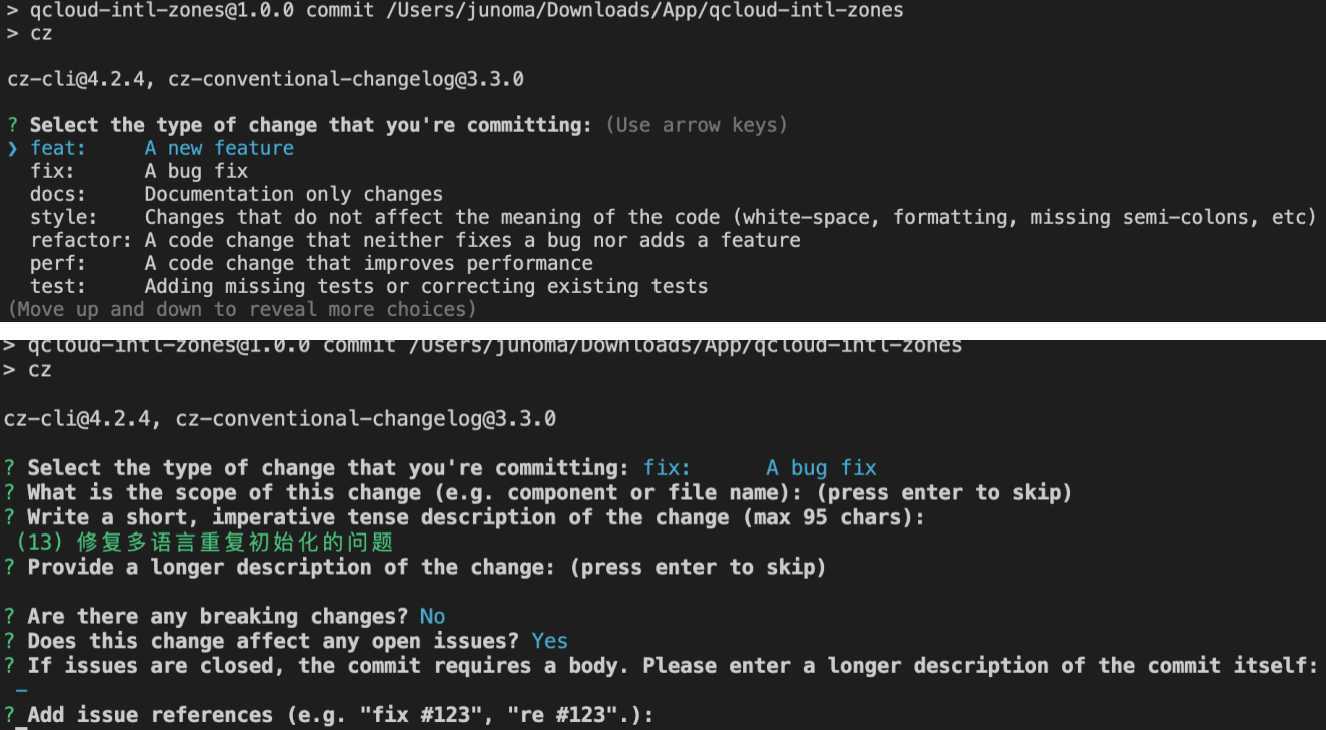 > qcloud-intl-zones@1.0.0 commit /Users/junoma/Downloads/App/qcloud-intl-zones
> cz
cz-cli@4.2.4, cz-conventional-changelog@3.3.0
? Select the type of change that you're committing: (Use arrow keys)
❯ feat: A new feature
fix: A bug fix
docs: Documentation only changes
style: Changes that do not affect the meaning of the code (white-space, formatting, missing semi-colons, etc)
refactor: A code change that neither fixes a bug nor adds a feature
perf: A code change that improves performance
test: Adding missing tests or correcting existing tests
(Move up and down to reveal more choices)
> qcloud-intl-zones@1.0.0 commit /Users/junoma/Downloads/App/qcloud-intl-zones
> cz
cz-cli@4.2.4, cz-conventional-changelog@3.3.0
? Select the type of change that you're committing: fix: A bug fix
? What is the scope of this change (e.g. component or file name): (press enter to skip)
? Write a short, imperative tense description of the change (max 95 chars):
(13) 修复多语言重复初始化的问题
? Provide a longer description of the change: (press enter to skip)
? Are there any breaking changes? No
? Does this change affect any open issues? Yes
? If issues are closed, the commit requires a body. Please enter a longer description of the commit itself:
-
? Add issue references (e.g. "fix #123", "re #123".):